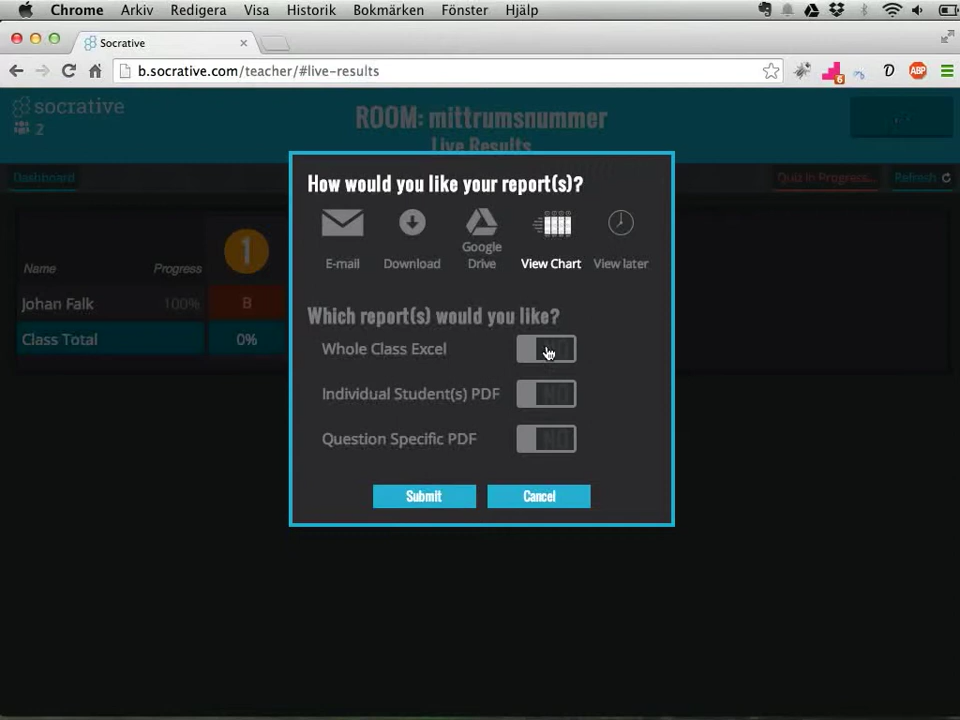 Chrome Arkiv Redigera Visa Historik Bokmärken Fönster Hjälp
Socrative
b.socrative.com/teacher/#live-results
6 D ABP
socrative
2
ROOM: mittrumsnummer
Live Results
Dashboard
Quiz In Progress...
Refresh
Name Progress 1
Johan Falk 100% B
Class Total 0%
How would you like your report(s)?
E-mail Download Google Drive View Chart View later
Which report(s) would you like?
Whole Class Excel NO
Individual Student(s) PDF NO
Question Specific PDF NO
Submit Cancel